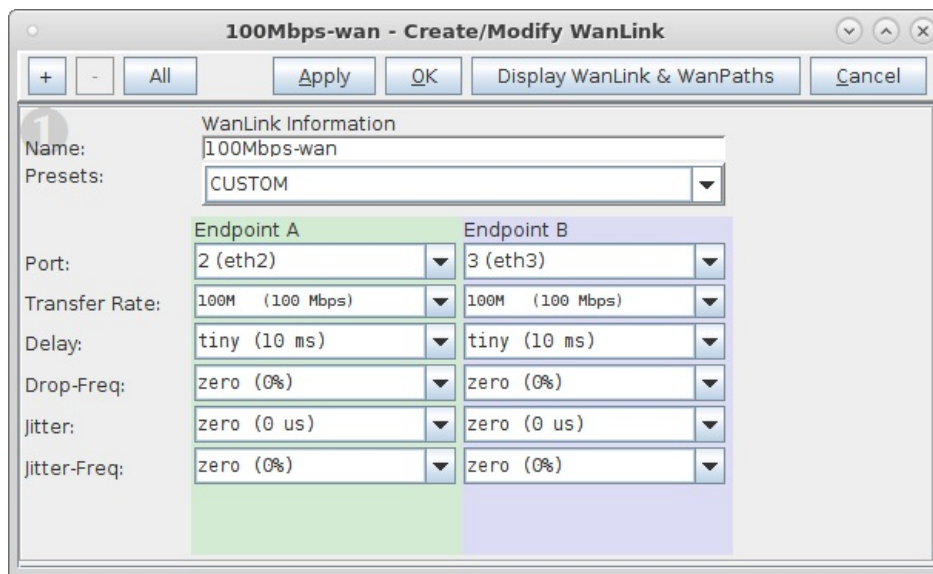 100Mbps-wan - Create/Modify WanLink
+ - All Apply OK Display WanLink & WanPaths Cancel
1
WanLink Information
Name: 100Mbps-wan
Presets: CUSTOM
Endpoint A Endpoint B
Port: 2 (eth2) 3 (eth3)
Transfer Rate: 100M (100 Mbps) 100M (100 Mbps)
Delay: tiny (10 ms) tiny (10 ms)
Drop-Freq: zero (0%) zero (0%)
Jitter: zero (0 us) zero (0 us)
Jitter-Freq: zero (0%) zero (0%)